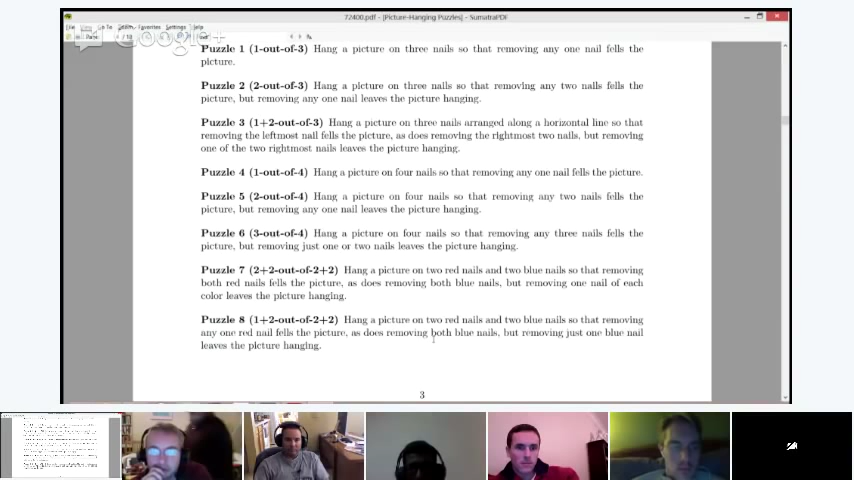 72400.pdf - [Picture-Hanging Puzzles] - SumatraPDF
File View Go To Zoom Favorites Settings Help
Google+
Puzzle 1 (1-out-of-3) Hang a picture on three nails so that removing any one nail fells the
picture.
Puzzle 2 (2-out-of-3) Hang a picture on three nails so that removing any two nails fells the
picture, but removing any one nail leaves the picture hanging.
Puzzle 3 (1+2-out-of-3) Hang a picture on three nails arranged along a horizontal line so that
removing the leftmost nail fells the picture, as does removing the rightmost two nails, but removing
one of the two rightmost nails leaves the picture hanging.
Puzzle 4 (1-out-of-4) Hang a picture on four nails so that removing any one nail fells the picture.
Puzzle 5 (2-out-of-4) Hang a picture on four nails so that removing any two nails fells the
picture, but removing any one nail leaves the picture hanging.
Puzzle 6 (3-out-of-4) Hang a picture on four nails so that removing any three nails fells the
picture, but removing just one or two nails leaves the picture hanging.
Puzzle 7 (2+2-out-of-2+2) Hang a picture on two red nails and two blue nails so that removing
both red nails fells the picture, as does removing both blue nails, but removing one nail of each
color leaves the picture hanging.
Puzzle 8 (1+2-out-of-2+2) Hang a picture on two red nails and two blue nails so that removing
any one red nail fells the picture, as does removing both blue nails, but removing just one blue nail
leaves the picture hanging.
3